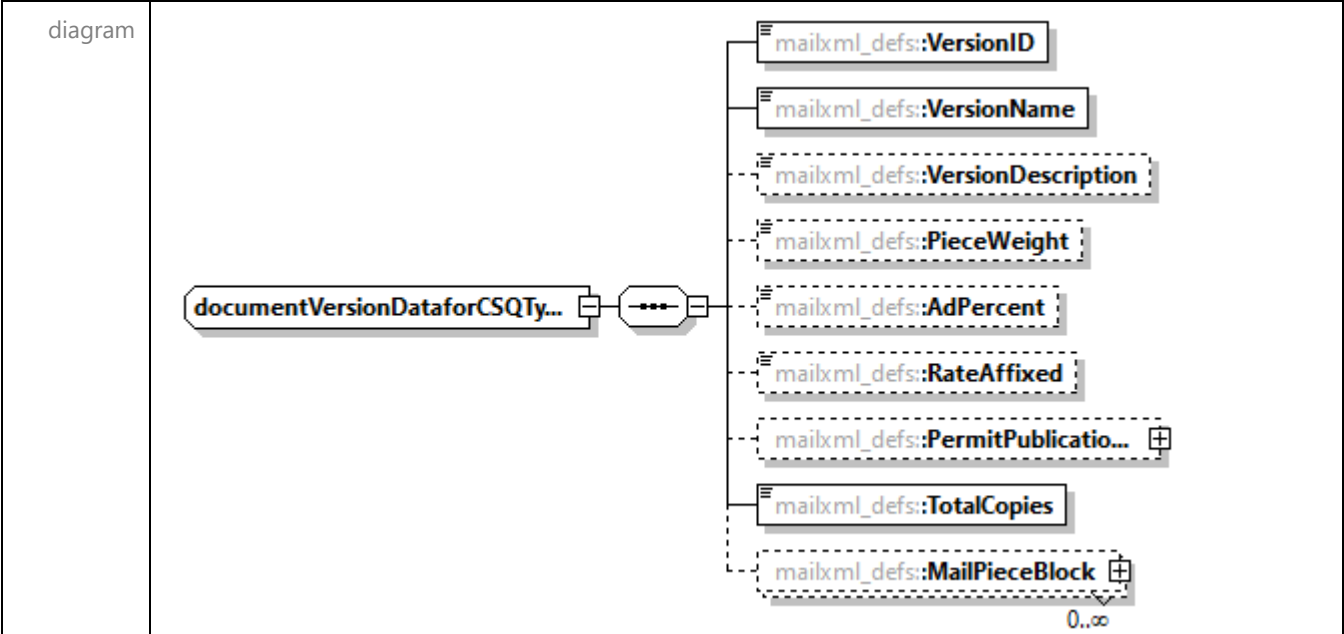 diagram
mailxml_defs::VersionID
mailxml_defs::VersionName
mailxml_defs::VersionDescription
mailxml_defs::PieceWeight
documentVersionDataforCSQTy...
mailxml_defs::AdPercent
mailxml_defs::RateAffixed
mailxml_defs::PermitPublicatio...
mailxml_defs::TotalCopies
mailxml_defs::MailPieceBlock
0..∞